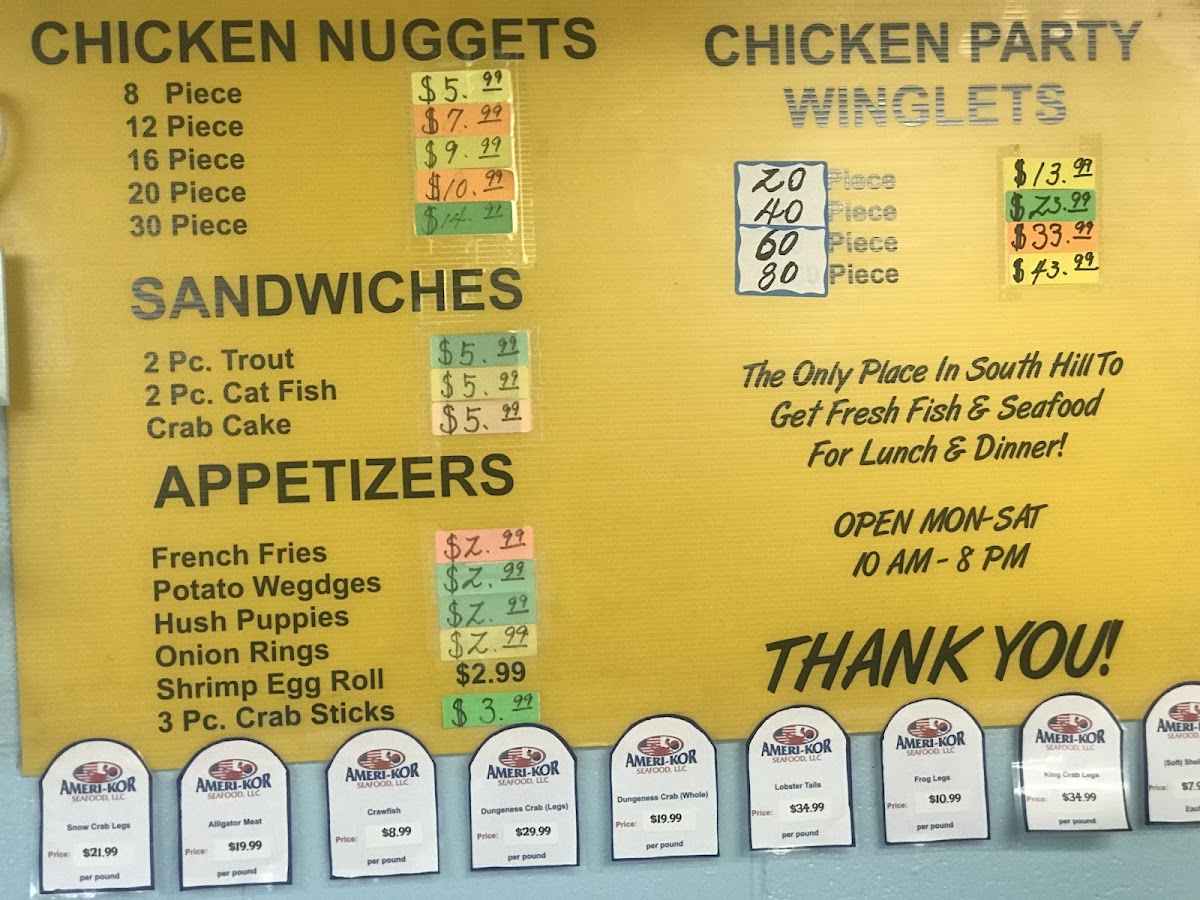 CHICKEN NUGGETS
8 Piece $5.99
12 Piece $7.99
16 Piece $9.99
20 Piece $10.99
30 Piece $14.99
SANDWICHES
2 Pc. Trout $5.99
2 Pc. Cat Fish $5.99
Crab Cake $5.99
APPETIZERS
French Fries $2.99
Potato Wegdges $2.99
Hush Puppies $2.99
Onion Rings $2.99
Shrimp Egg Roll $2.99
3 Pc. Crab Sticks $3.99
CHICKEN PARTY
WINGLETS
20 Piece $13.99
40 Piece $23.99
60 Piece $33.99
80 Piece $43.99
The Only Place In South Hill To
Get Fresh Fish & Seafood
For Lunch & Dinner!
OPEN MON-SAT
10 AM - 8 PM
THANK YOU!
AMERI-KOR
SEAFOOD, LLC
Snow Crab Legs
Price: $21.99
per pound
AMERI-KOR
SEAFOOD, LLC
Alligator Meat
Price: $19.99
per pound
AMERI-KOR
SEAFOOD, LLC
Crawfish
Price: $8.99
per pound
AMERI-KOR
SEAFOOD, LLC
Dungeness Crab (Legs)
Price: $29.99
per pound
AMERI-KOR
SEAFOOD, LLC
Dungeness Crab (Whole)
Price: $19.99
per pound
AMERI-KOR
SEAFOOD, LLC
Lobster Tails
Price: $34.99
per pound
AMERI-KOR
SEAFOOD, LLC
Frog Legs
Price: $10.99
per pound
AMERI-KOR
SEAFOOD, LLC
King Crab Legs
Price: $34.99
per pound
(Soft)
Price: